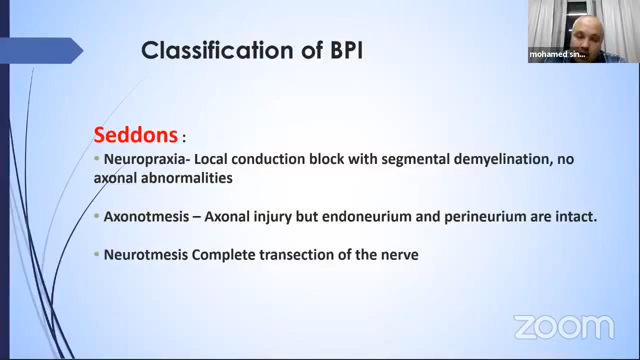 Classification of BPI
mohamed sin...
Seddons :
• Neuropraxia- Local conduction block with segmental demyelination, no
axonal abnormalities
• Axonotmesis – Axonal injury but endoneurium and perineurium are intact.
• Neurotmesis Complete transection of the nerve
zoom